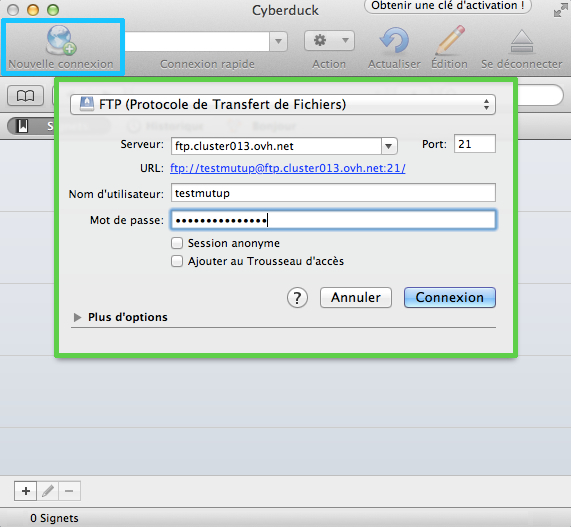 Cyberduck
Obtenir une clé d'activation !
Nouvelle connexion
Connexion rapide
Action
Actualiser
Édition
Se déconnecter
Historique
Bonjour
FTP (Protocole de Transfert de Fichiers)
Serveur: ftp.cluster013.ovh.net Port: 21
URL: ftp://testmutup@ftp.cluster013.ovh.net:21/
Nom d'utilisateur: testmutup
Mot de passe: •••••••••••••••
Session anonyme
Ajouter au Trousseau d'accès
? Annuler Connexion
Plus d'options
0 Signets